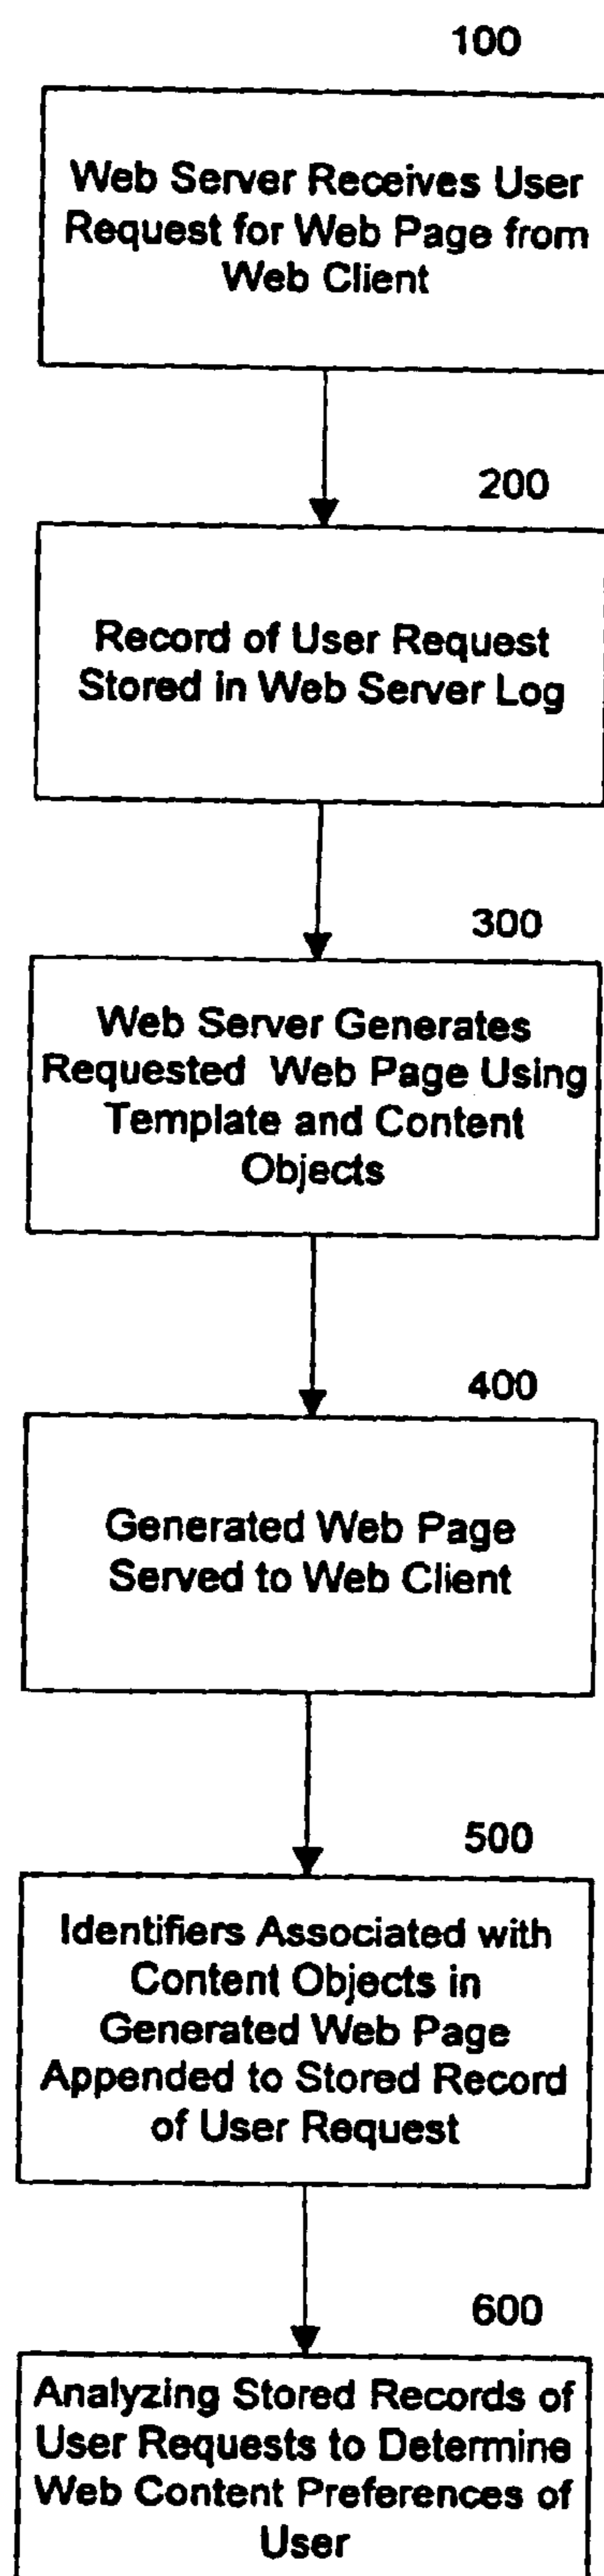 100
Web Server Receives User
Request for Web Page from
Web Client
200
Record of User Request
Stored in Web Server Log
300
Web Server Generates
Requested Web Page Using
Template and Content
Objects
400
Generated Web Page
Served to Web Client
500
Identifiers Associated with
Content Objects in
Generated Web Page
Appended to Stored Record
of User Request
600
Analyzing Stored Records of
User Requests to Determine
Web Content Preferences of
User